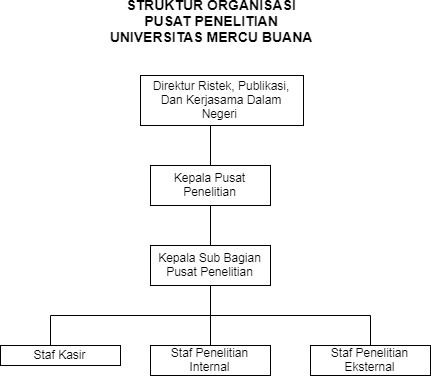 STRUKTUR ORGANISASI
PUSAT PENELITIAN
UNIVERSITAS MERCU BUANA
Direktur Ristek, Publikasi,
Dan Kerjasama Dalam
Negeri
Kepala Pusat
Penelitian
Kepala Sub Bagian
Pusat Penelitian
Staf Kasir
Staf Penelitian
Internal
Staf Penelitian
Eksternal